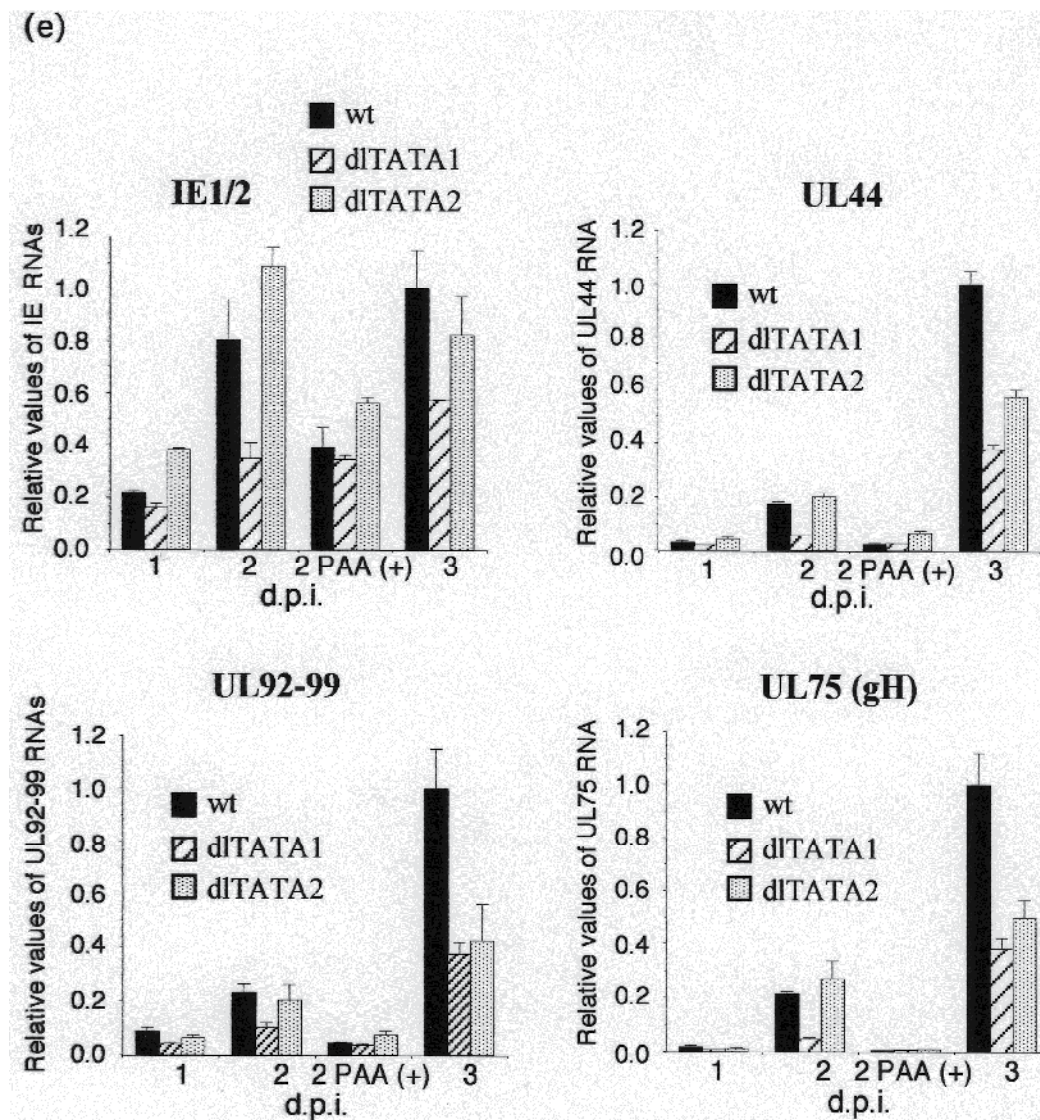 (e)
wt
dlTATA1
dlTATA2
IE1/2
Relative values of IE RNAs
1.2
1.0
0.8
0.6
0.4
0.2
0.0
1 2 2 PAA (+) 3
d.p.i.
UL44
Relative values of UL44 RNA
1.2
1.0
0.8
0.6
0.4
0.2
0.0
wt
dlTATA1
dlTATA2
1 2 2 PAA (+) 3
d.p.i.
UL92-99
Relative values of UL92-99 RNAs
1.2
1.0
0.8
0.6
0.4
0.2
0.0
wt
dlTATA1
dlTATA2
1 2 2 PAA (+) 3
d.p.i.
UL75 (gH)
Relative values of UL75 RNA
1.2
1.0
0.8
0.6
0.4
0.2
0.0
wt
dlTATA1
dlTATA2
1 2 2 PAA (+) 3
d.p.i.